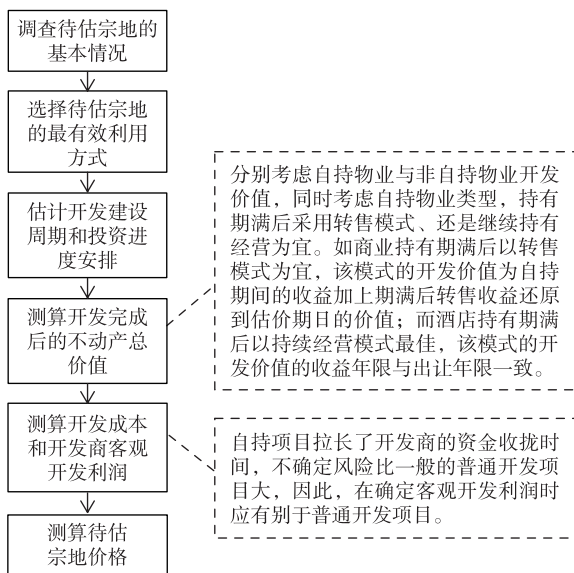 调查待估宗地的
基本情况
选择待估宗地
的最有效利用
方式
估计开发建设
周期和投资进
度安排
测算开发完成
后的不动产总
价值
测算开发成本
和开发商客观
开发利润
测算待估
宗地价格
分别考虑自持物业与非自持物业开发
价值，同时考虑自持物业类型，持有
期满后采用转售模式、还是继续持有
经营为宜。如商业持有期满后以转售
模式为宜，该模式的开发价值为自持
期间的收益加上期满后转售收益还原
到估价期日的价值；而酒店持有期满
后以持续经营模式最佳，该模式的开
发价值的收益年限与出让年限一致。
自持项目拉长了开发商的资金收拢时
间，不确定风险比一般的普通开发项
目大，因此，在确定客观开发利润时
应有别于普通开发项目。